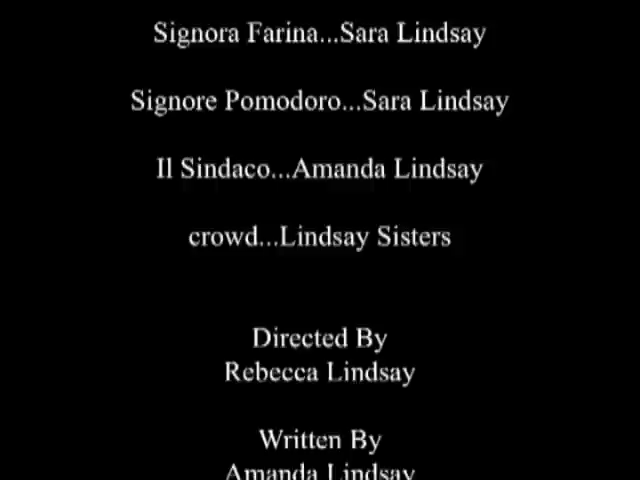 Signora Farina...Sara Lindsay
Signore Pomodoro...Sara Lindsay
Il Sindaco...Amanda Lindsay
crowd...Lindsay Sisters
Directed By
Rebecca Lindsay
Written By
Amanda Lindsay